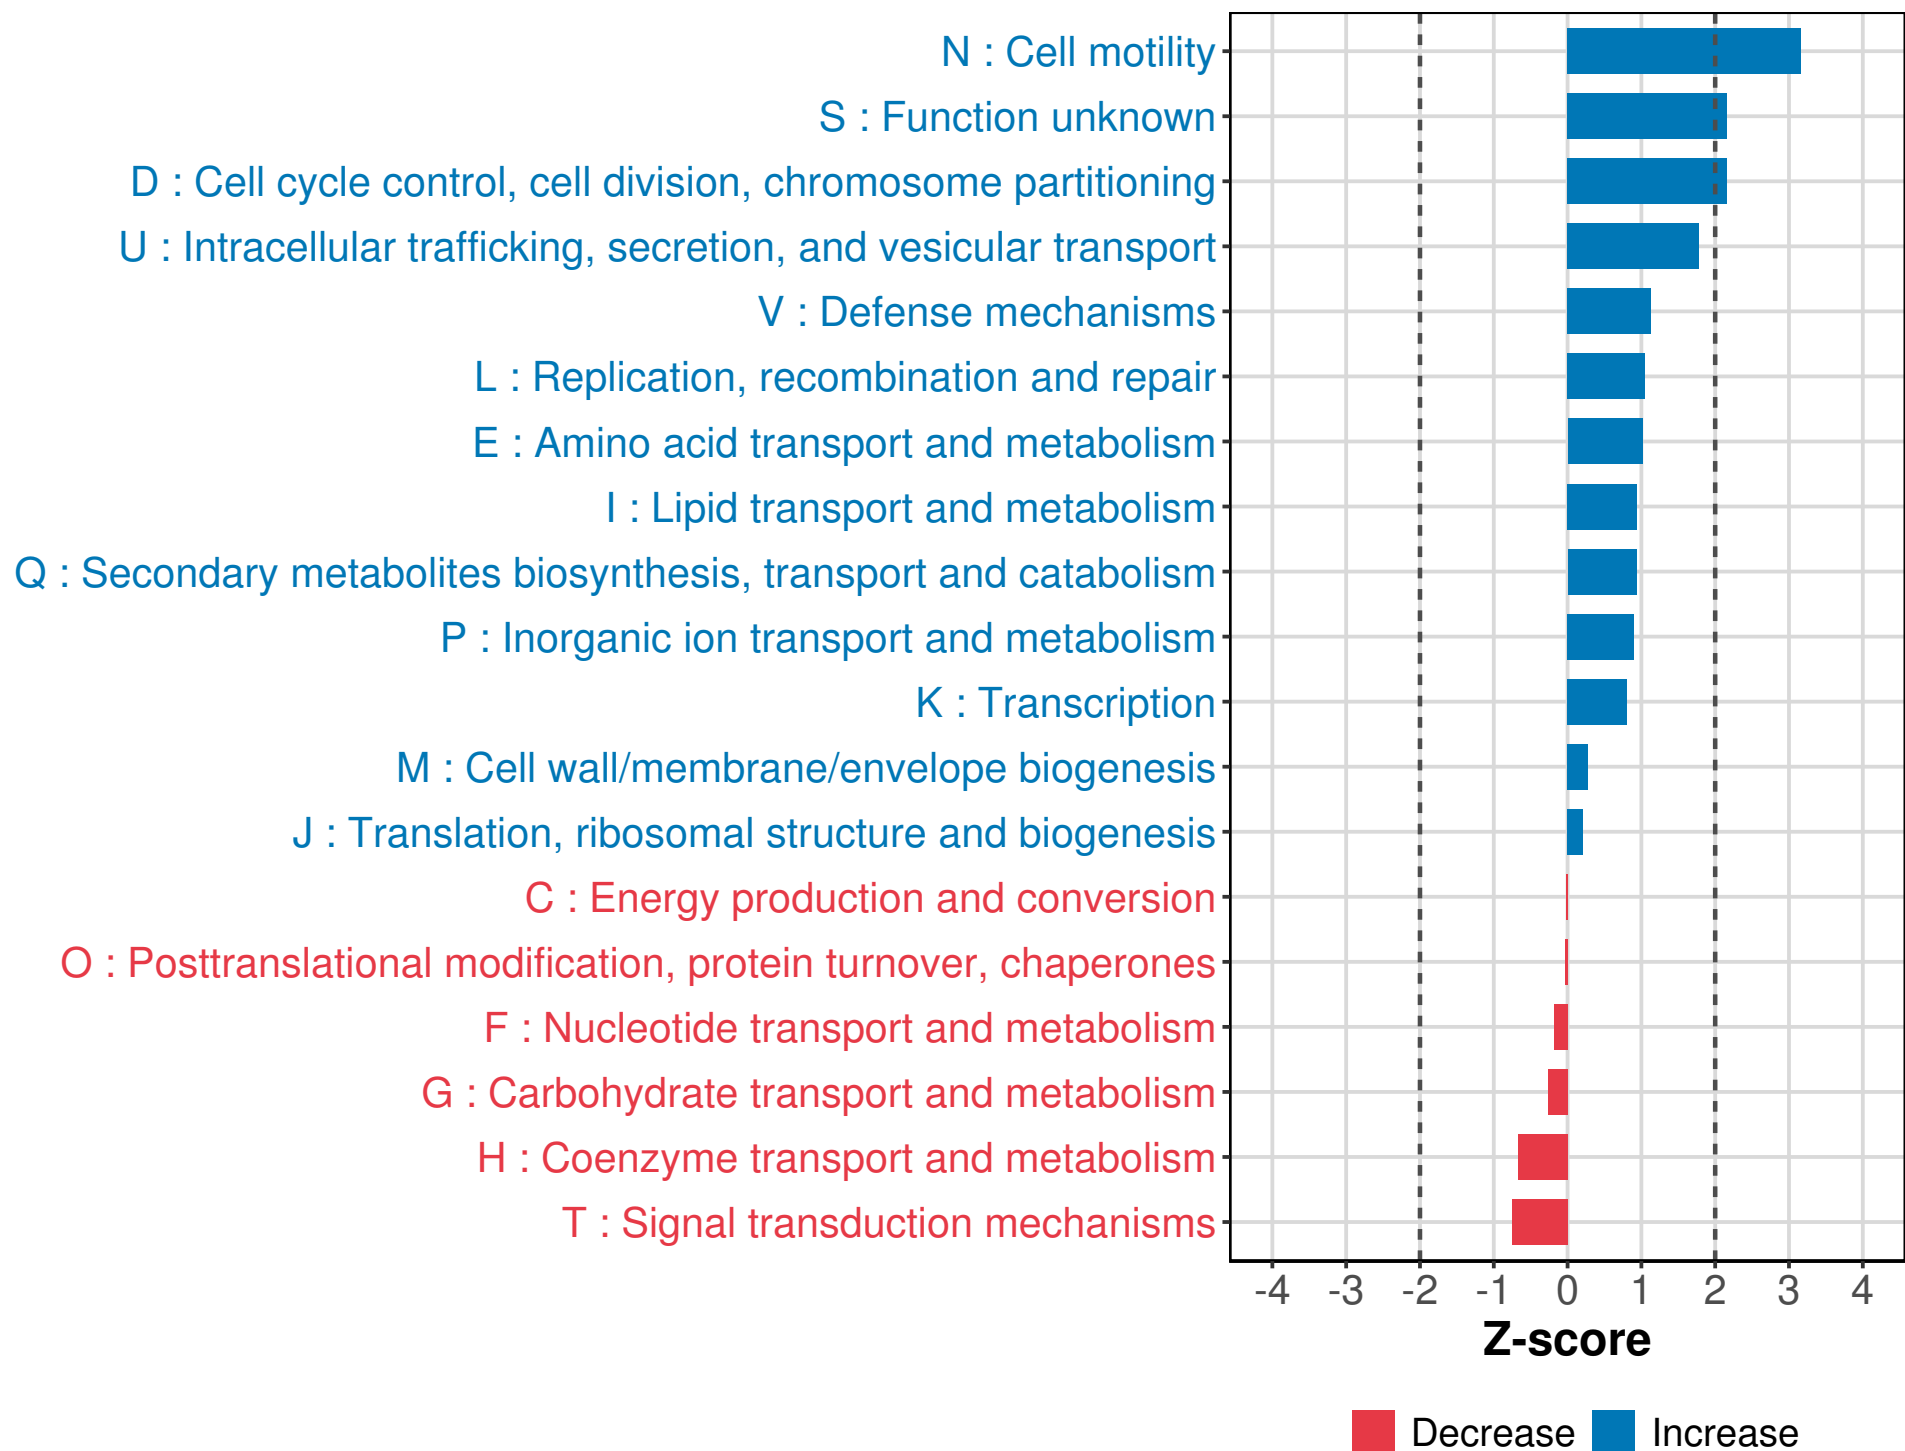 N : Cell motility
S : Function unknown
D : Cell cycle control, cell division, chromosome partitioning
U : Intracellular trafficking, secretion, and vesicular transport
V : Defense mechanisms
L : Replication, recombination and repair
E : Amino acid transport and metabolism
I : Lipid transport and metabolism
Q : Secondary metabolites biosynthesis, transport and catabolism
P : Inorganic ion transport and metabolism
K : Transcription
M : Cell wall/membrane/envelope biogenesis
J : Translation, ribosomal structure and biogenesis
C : Energy production and conversion
O : Posttranslational modification, protein turnover, chaperones
F : Nucleotide transport and metabolism
G : Carbohydrate transport and metabolism
H : Coenzyme transport and metabolism
T : Signal transduction mechanisms
-4 -3 -2 -1 0 1 2 3 4
Z-score
Decrease Increase